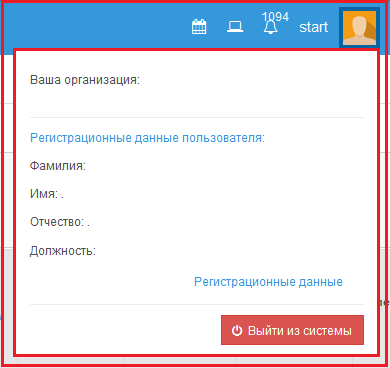 1094
start
Ваша организация:
Регистрационные данные пользователя:
Фамилия:
Имя: .
Отчество: .
Должность:
Регистрационные данные
Выйти из системы